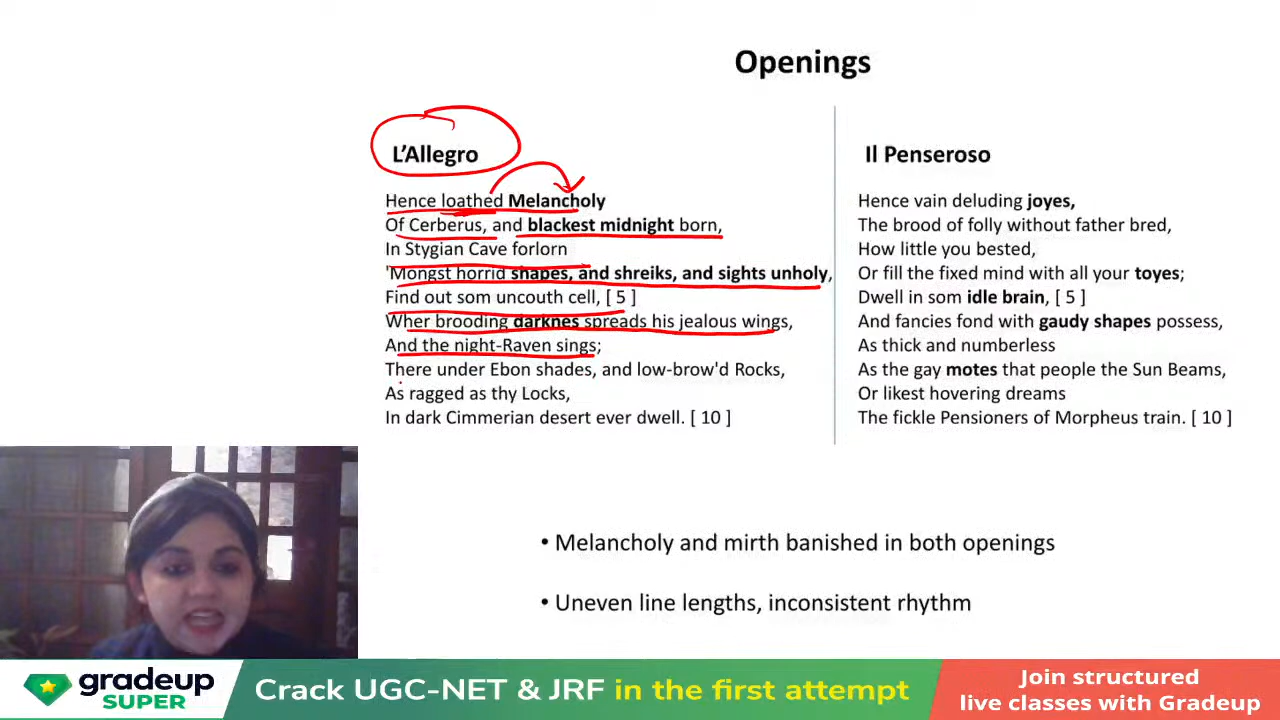 Openings
L'Allegro
Hence loathed Melancholy
Of Cerberus, and blackest midnight born,
In Stygian Cave forlorn
'Mongst horrid shapes, and shreiks, and sights unholy,
Find out som uncouth cell, [ 5 ]
Wher brooding darknes spreads his jealous wings,
And the night-Raven sings;
There under Ebon shades, and low-brow'd Rocks,
As ragged as thy Locks,
In dark Cimmerian desert ever dwell. [ 10 ]
Il Penseroso
Hence vain deluding joyes,
The brood of folly without father bred,
How little you bested,
Or fill the fixed mind with all your toyes;
Dwell in som idle brain, [ 5 ]
And fancies fond with gaudy shapes possess,
As thick and numberless
As the gay motes that people the Sun Beams,
Or likest hovering dreams
The fickle Pensioners of Morpheus train. [ 10 ]
• Melancholy and mirth banished in both openings
• Uneven line lengths, inconsistent rhythm
gradeup
SUPER
Crack UGC-NET & JRF in the first attempt
Join structured
live classes with Gradeup